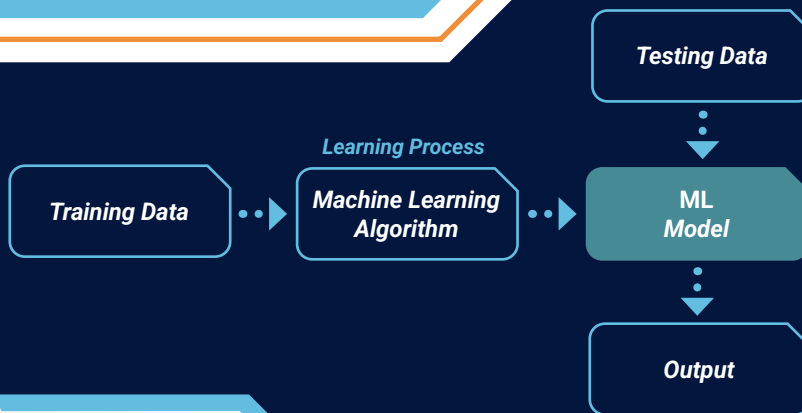 Testing Data
Learning Process
Training Data
Machine Learning
Algorithm
ML
Model
Output